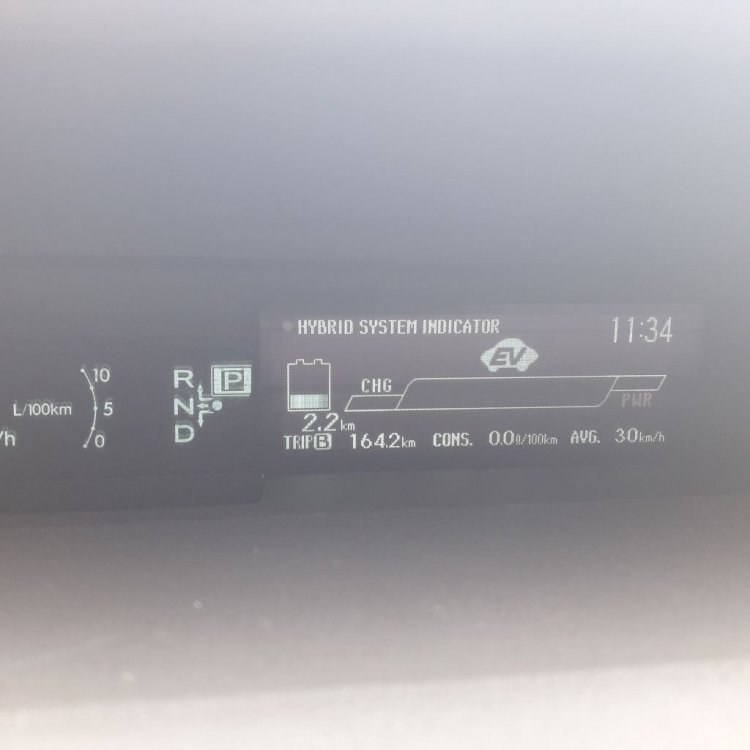 HYBRID SYSTEM INDICATOR 11:34
EV
10
L/100km 5
0
/h
R P
N
D
CHG
PWR
2.2km
TRIP B 164.2km CONS. 0.0ℓ/100km AVG. 30km/h